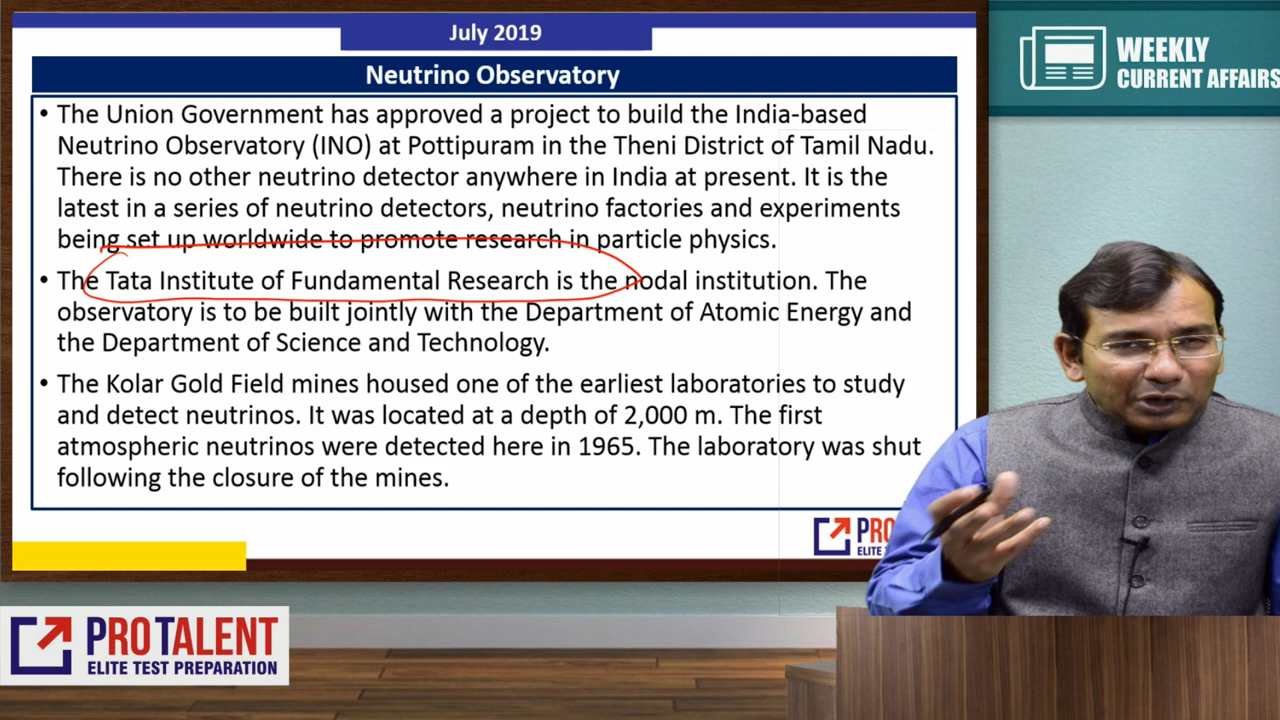 July 2019
WEEKLY
CURRENT AFFAIRS
Neutrino Observatory
• The Union Government has approved a project to build the India-based
Neutrino Observatory (INO) at Pottipuram in the Theni District of Tamil Nadu.
There is no other neutrino detector anywhere in India at present. It is the
latest in a series of neutrino detectors, neutrino factories and experiments
being set up worldwide to promote research in particle physics.
• The Tata Institute of Fundamental Research is the nodal institution. The
observatory is to be built jointly with the Department of Atomic Energy and
the Department of Science and Technology.
• The Kolar Gold Field mines housed one of the earliest laboratories to study
and detect neutrinos. It was located at a depth of 2,000 m. The first
atmospheric neutrinos were detected here in 1965. The laboratory was shut
following the closure of the mines.
PRO
ELITE
PROTALENT
ELITE TEST PREPARATION